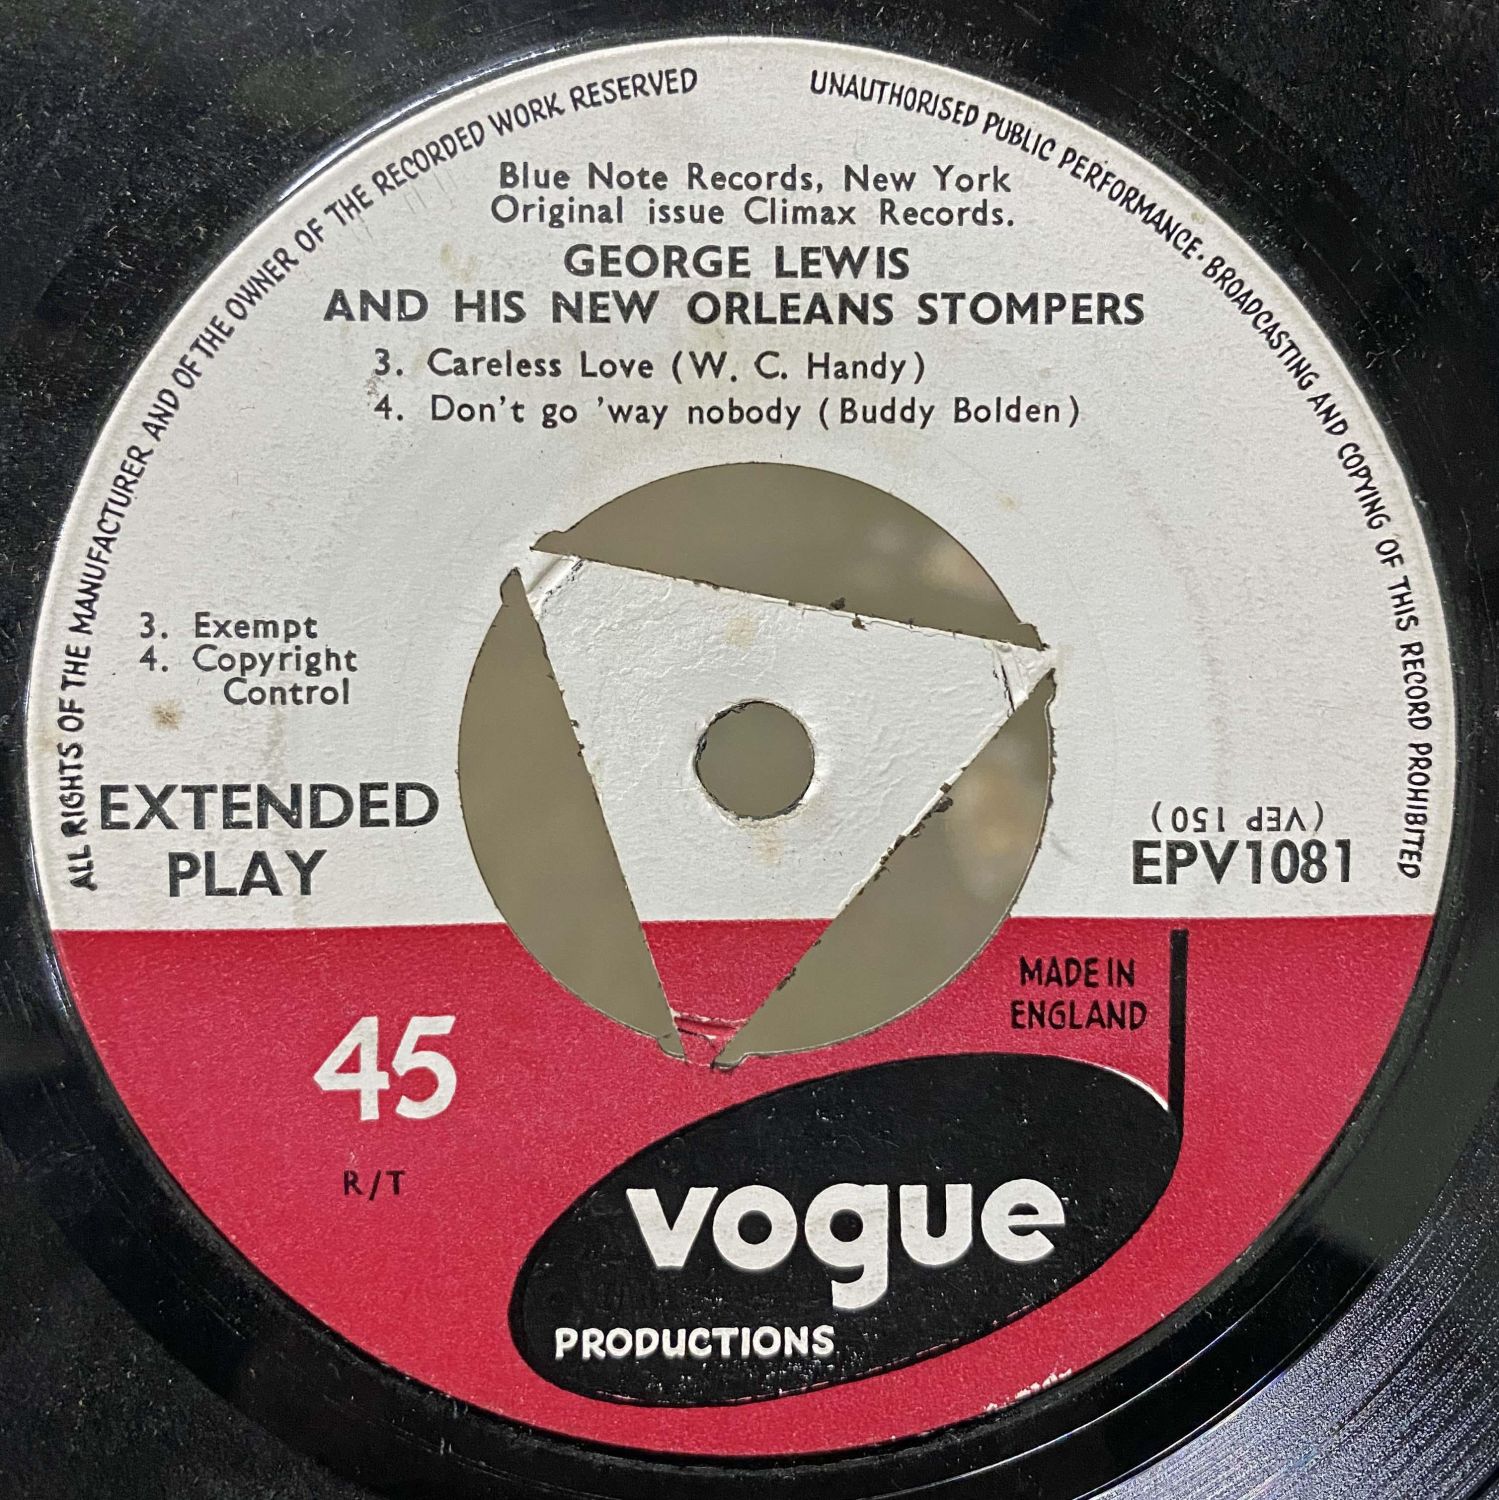 ALL RIGHTS OF THE MANUFACTURER AND OF THE OWNER OF THE RECORDED WORK RESERVED
UNAUTHORISED PUBLIC PERFORMANCE. BROADCASTING AND COPYING OF THIS RECORD PROHIBITED
Blue Note Records, New York
Original issue Climax Records.
GEORGE LEWIS
AND HIS NEW ORLEANS STOMPERS
3. Careless Love (W. C. Handy)
4. Don't go 'way nobody (Buddy Bolden)
3. Exempt
4. Copyright
Control
EXTENDED
PLAY
(VEP 150)
EPV1081
MADE IN
ENGLAND
45
R/T
vogue
PRODUCTIONS